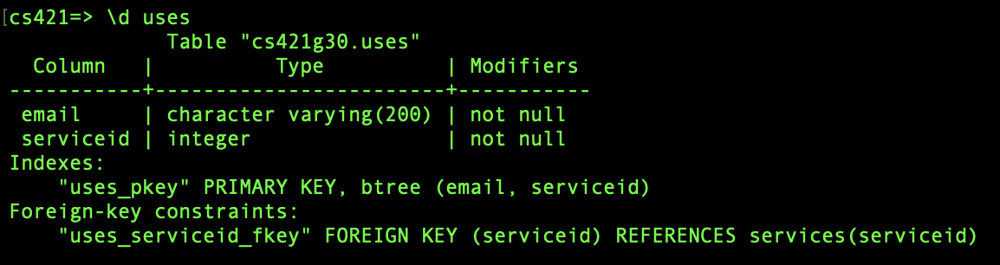 [cs421=> \d uses
Table "cs421g30.uses"
Column | Type | Modifiers
-----------+------------------------+-----------
email | character varying(200) | not null
serviceid | integer | not null
Indexes:
"uses_pkey" PRIMARY KEY, btree (email, serviceid)
Foreign-key constraints:
"uses_serviceid_fkey" FOREIGN KEY (serviceid) REFERENCES services(serviceid)